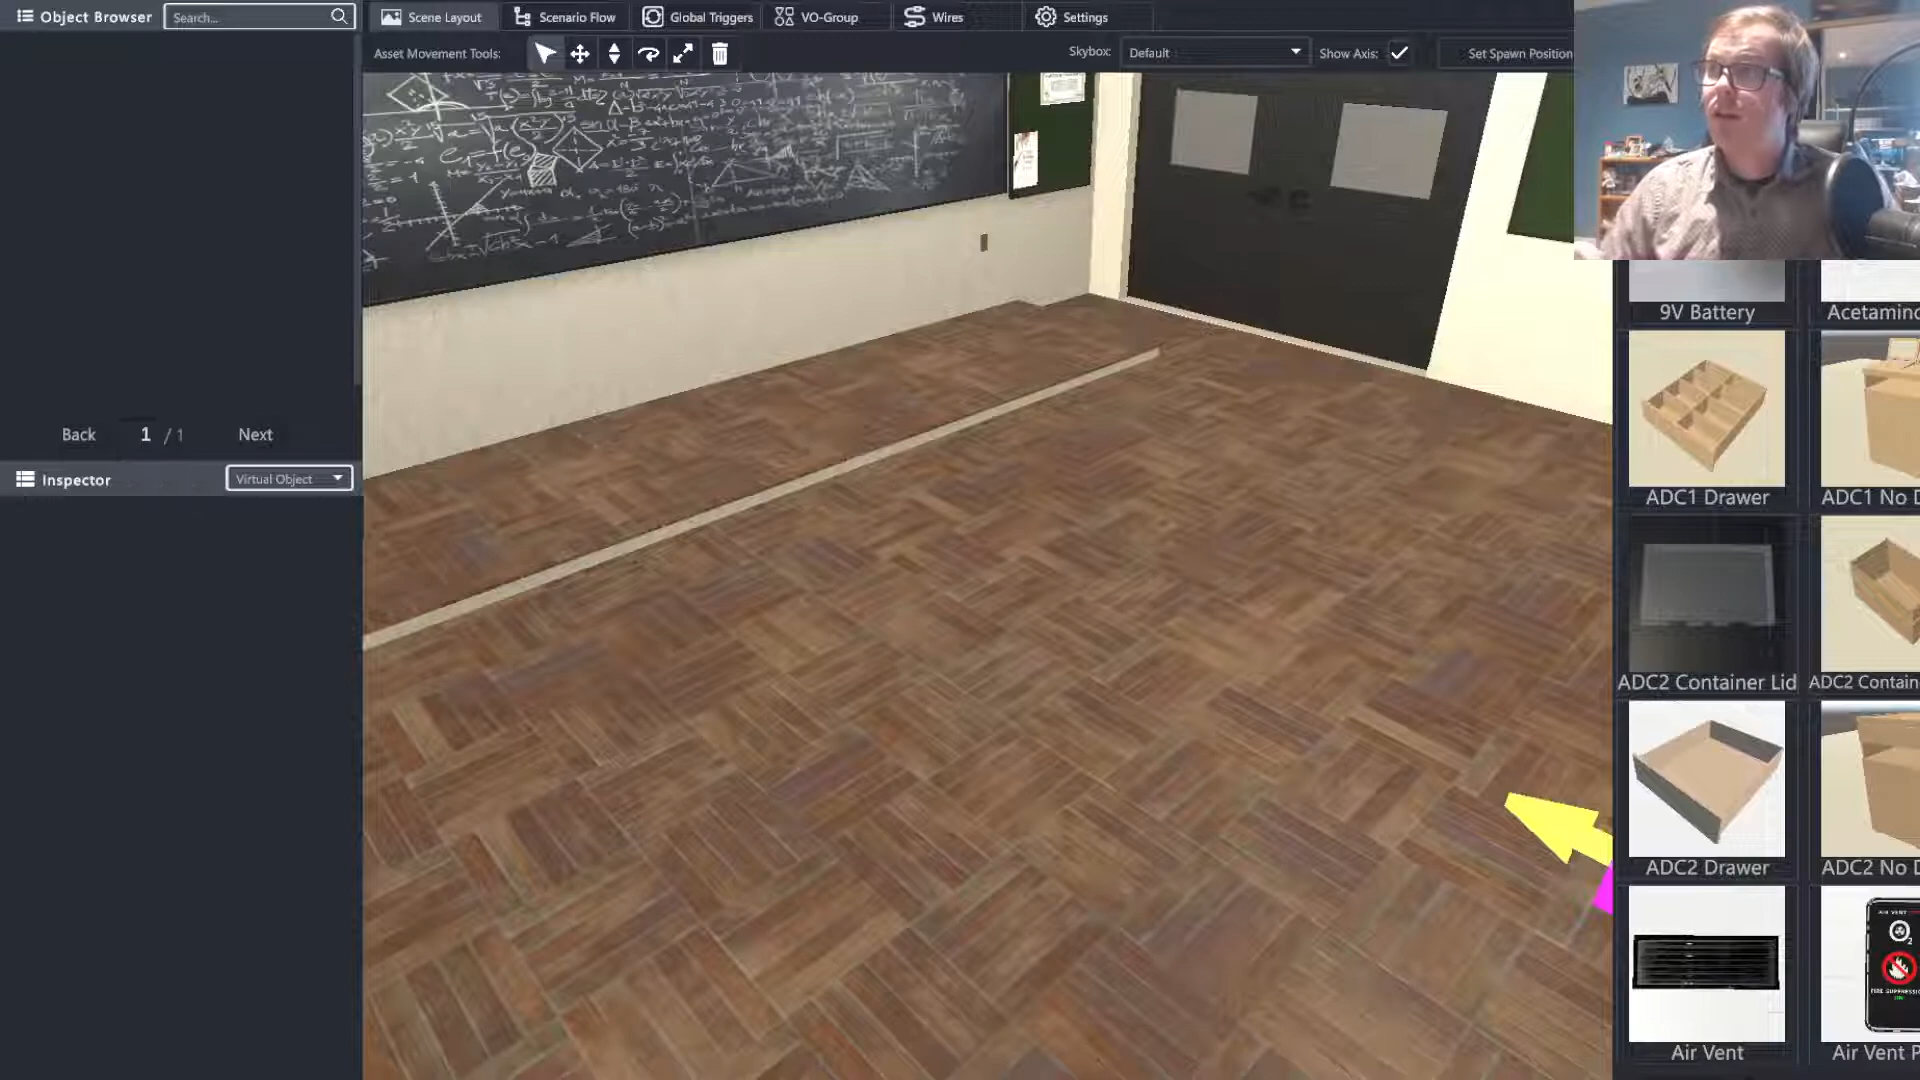 Object Browser
Search...
Scene Layout
Scenario Flow
Global Triggers
VO-Group
Wires
Settings
Asset Movement Tools:
Skybox:
Default
Show Axis:
Set Spawn Position
Back
1 / 1
Next
Inspector
Virtual Object
9V Battery
ADC1 Drawer
ADC1 No D
ADC2 Container Lid
ADC2 Contain
ADC2 Drawer
ADC2 No D
AIR VENT
Air Vent
Air Vent P